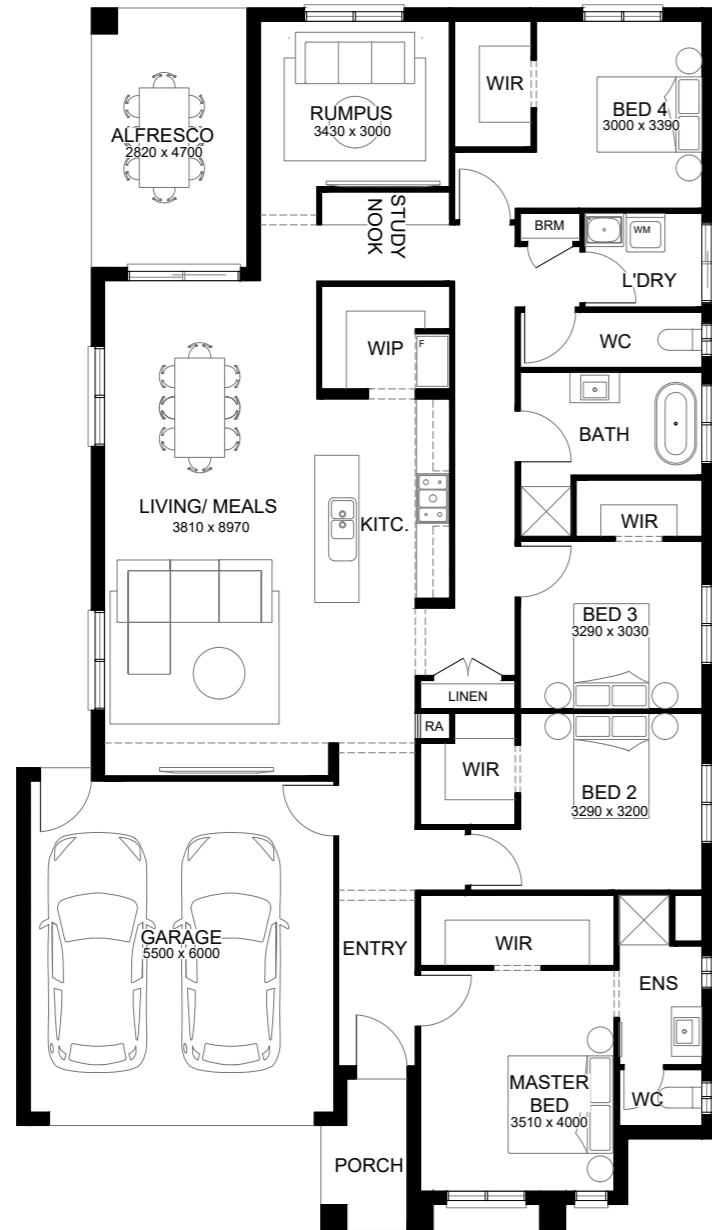 WIR
RUMPUS
3430 x 3000
BED 4
3000 x 3390
ALFRESCO
2820 x 4700
STUDY
NOOK
BRM
WM
L'DRY
WIP
F
WC
BATH
LIVING/ MEALS
3810 x 8970
KITC.
WIR
BED 3
3290 x 3030
LINEN
RA
WIR
BED 2
3290 x 3200
GARAGE
5500 x 6000
ENTRY
WIR
ENS
MASTER
BED
3510 x 4000
WC
PORCH